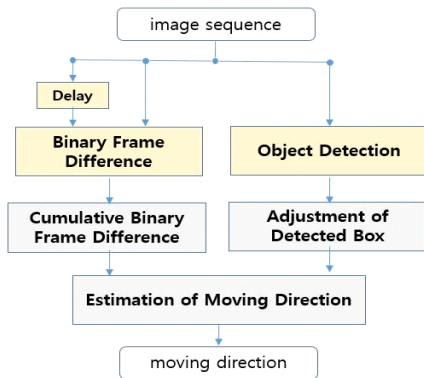 image sequence
Delay
Binary Frame
Difference
Object Detection
Cumulative Binary
Frame Difference
Adjustment of
Detected Box
Estimation of Moving Direction
moving direction